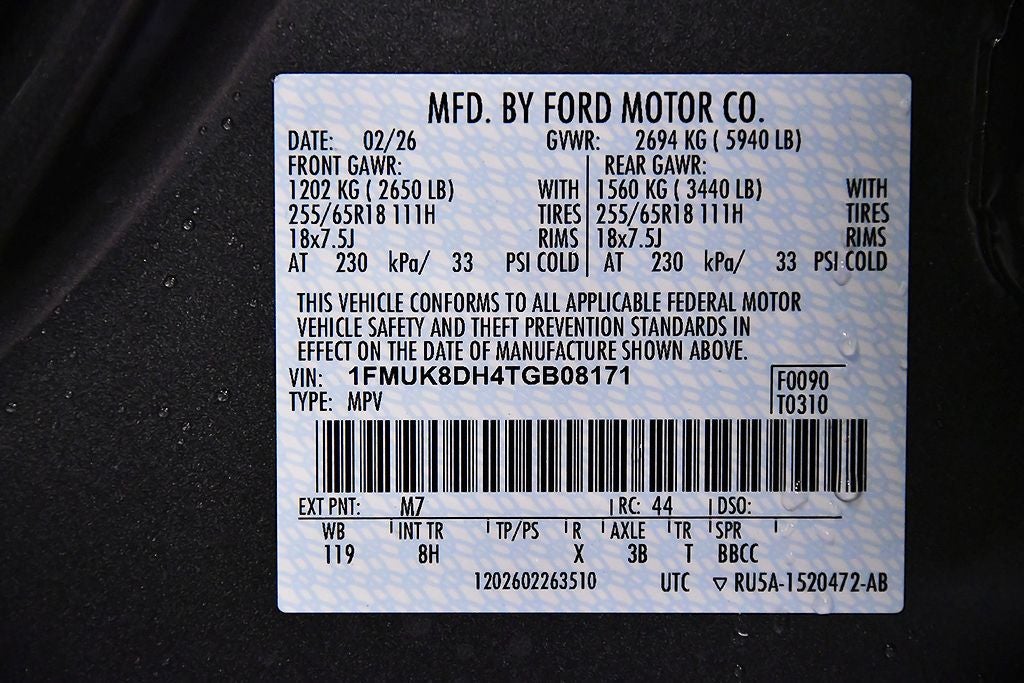 MFD. BY FORD MOTOR CO.
DATE: 02/26 GVWR: 2694 KG ( 5940 LB)
FRONT GAWR: REAR GAWR:
1202 KG ( 2650 LB) WITH 1560 KG ( 3440 LB) WITH
255/65R18 111H TIRES 255/65R18 111H TIRES
18x7.5J RIMS 18x7.5J RIMS
AT 230 kPa/ 33 PSI COLD AT 230 kPa/ 33 PSI COLD
THIS VEHICLE CONFORMS TO ALL APPLICABLE FEDERAL MOTOR
VEHICLE SAFETY AND THEFT PREVENTION STANDARDS IN
EFFECT ON THE DATE OF MANUFACTURE SHOWN ABOVE.
VIN: 1FMUK8DH4TGB08171 F0090
TYPE: MPV T0310
EXT PNT: M7 RC: 44 DSO:
WB INT TR TP/PS R AXLE TR SPR
119 8H X 3B T BBCC
1202602263510 UTC ▽ RU5A-1520472-AB